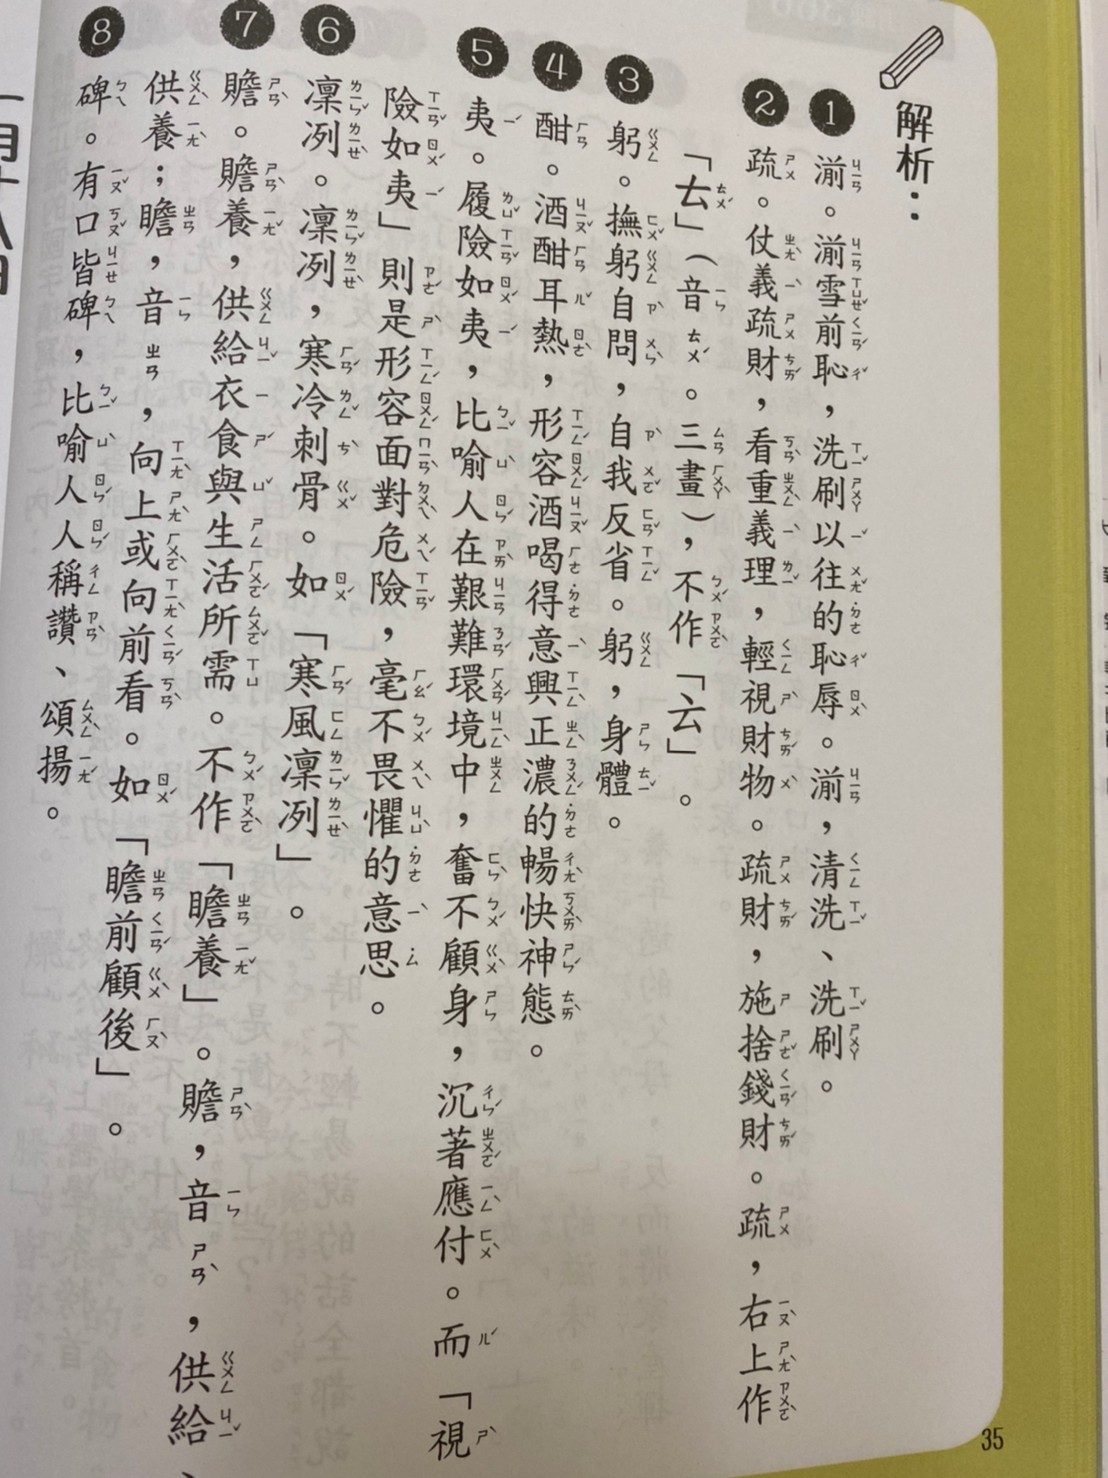 解析：
❶湔。湔雪前恥，洗刷以往的恥辱。湔，清洗、洗刷。
❷疏。仗義疏財，看重義理，輕視財物。疏財，施捨錢財。疏，右上作
「𠫓」（音ㄊㄨˊ。三畫），不作「云」。
❸躬。撫躬自問，自我反省。躬，身體。
❹酣。酒酣耳熱，形容酒喝得意興正濃的暢快神態。
❺夷。履險如夷，比喻人在艱難環境中，奮不顧身，沉著應付。而「視
險如夷」則是形容面對危險，毫不畏懼的意思。
❻凜冽。凜冽，寒冷刺骨。如「寒風凜冽」。
❼贍。贍養，供給衣食與生活所需。不作「瞻養」。贍，音ㄕㄢˋ，供給、
供養；瞻，音ㄓㄢ，向上或向前看。如「瞻前顧後」。
❽碑。有口皆碑，比喻人人稱讚、頌揚。
35